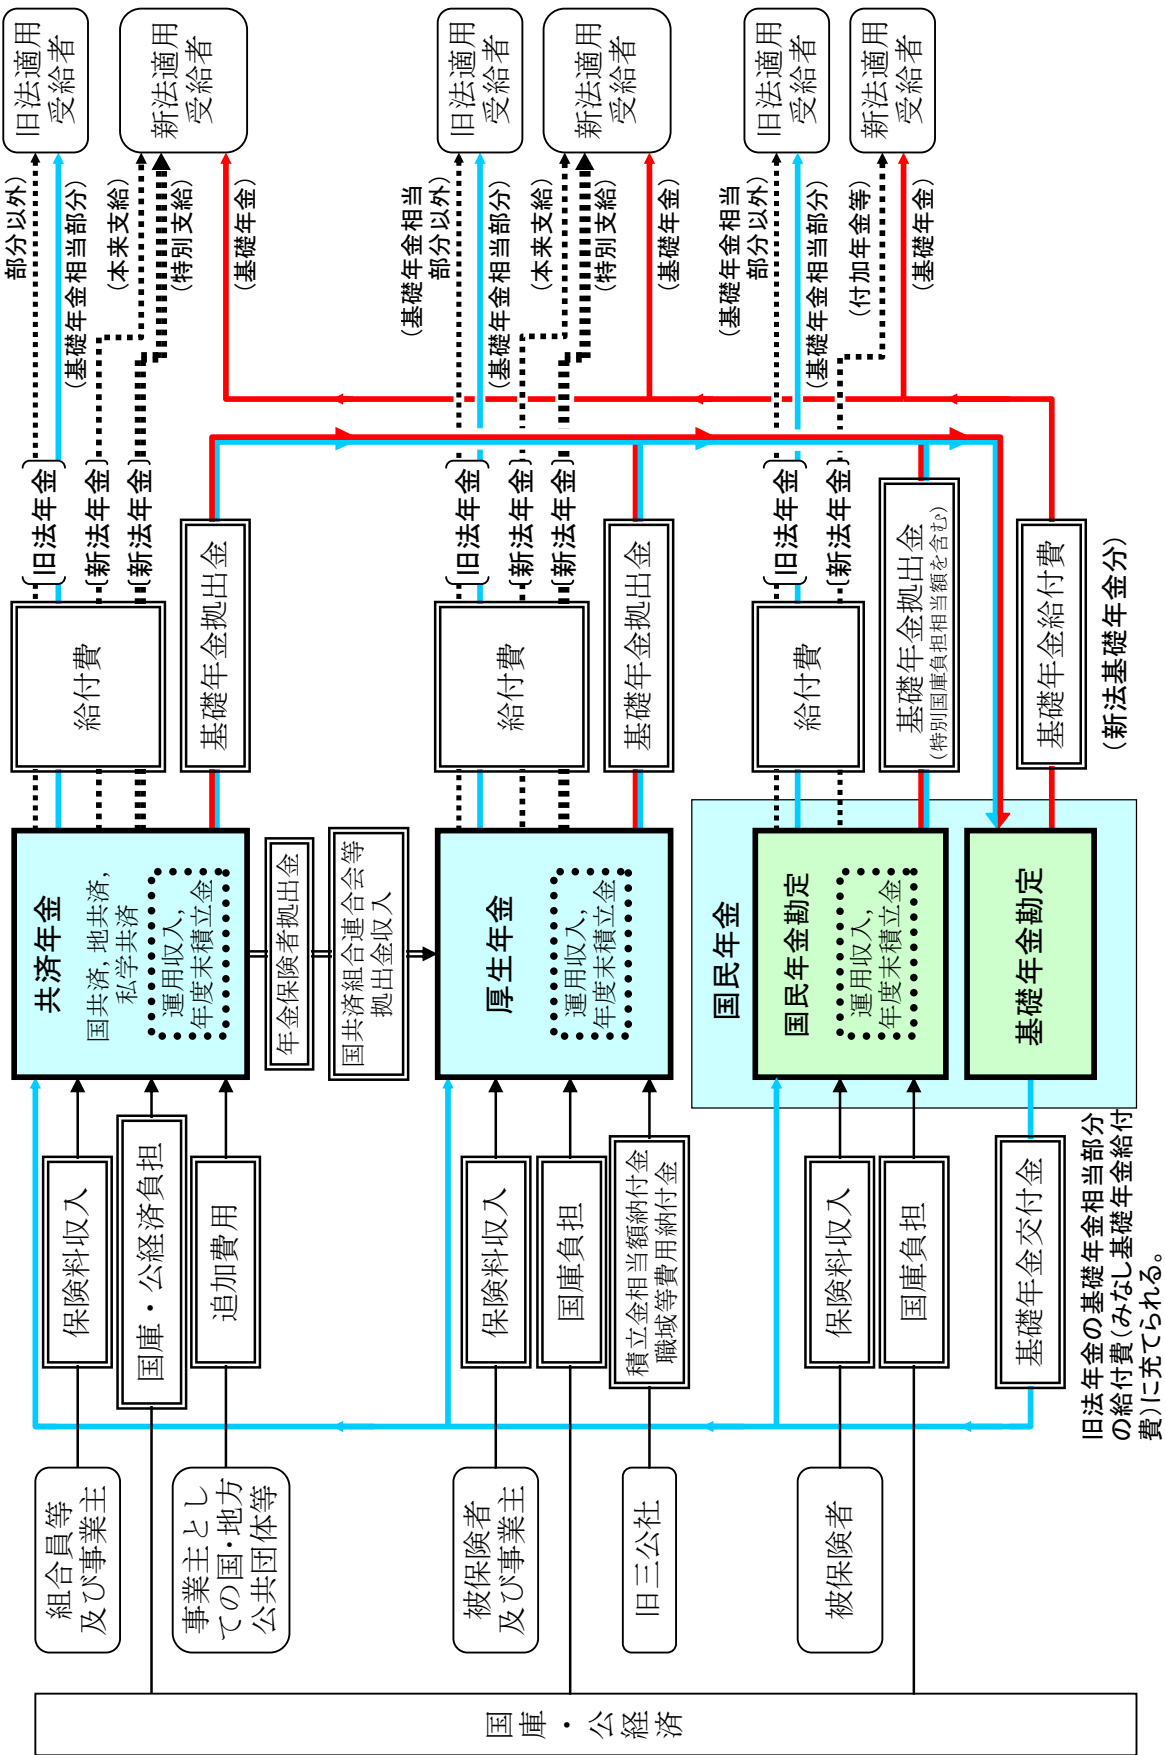 国庫・公経済
組合員等
及び事業主
事業主とし
ての国・地方
公共団体等
被保険者
及び事業主
旧三公社
被保険者
保険料収入
国庫・公経済負担
追加費用
保険料収入
国庫負担
積立金相当額納付金
職域等費用納付金
保険料収入
国庫負担
基礎年金交付金
旧法年金の基礎年金相当部分
の給付費(みなし基礎年金給付
費)に充てられる。
共済年金
国共済,地共済,
私学共済
運用収入,
年度末積立金
年金保険者拠出金
国共済組合連合会等
拠出金収入
厚生年金
運用収入,
年度末積立金
国民年金
国民年金勘定
運用収入,
年度末積立金
基礎年金勘定
給付費
基礎年金拠出金
給付費
基礎年金拠出金
給付費
基礎年金拠出金
(特別国庫負担相当額を含む)
基礎年金給付費
(新法基礎年金分)
旧法年金
新法年金
新法年金
旧法年金
新法年金
新法年金
旧法年金
新法年金
部分以外)
(基礎年金相当部分)
(本来支給)
(特別支給)
(基礎年金)
(基礎年金相当
部分以外)
(基礎年金相当部分)
(本来支給)
(特別支給)
(基礎年金)
(基礎年金相当
部分以外)
(基礎年金相当部分)
(付加年金等)
(基礎年金)
旧法適用
受給者
新法適用
受給者
旧法適用
受給者
新法適用
受給者
旧法適用
受給者
新法適用
受給者